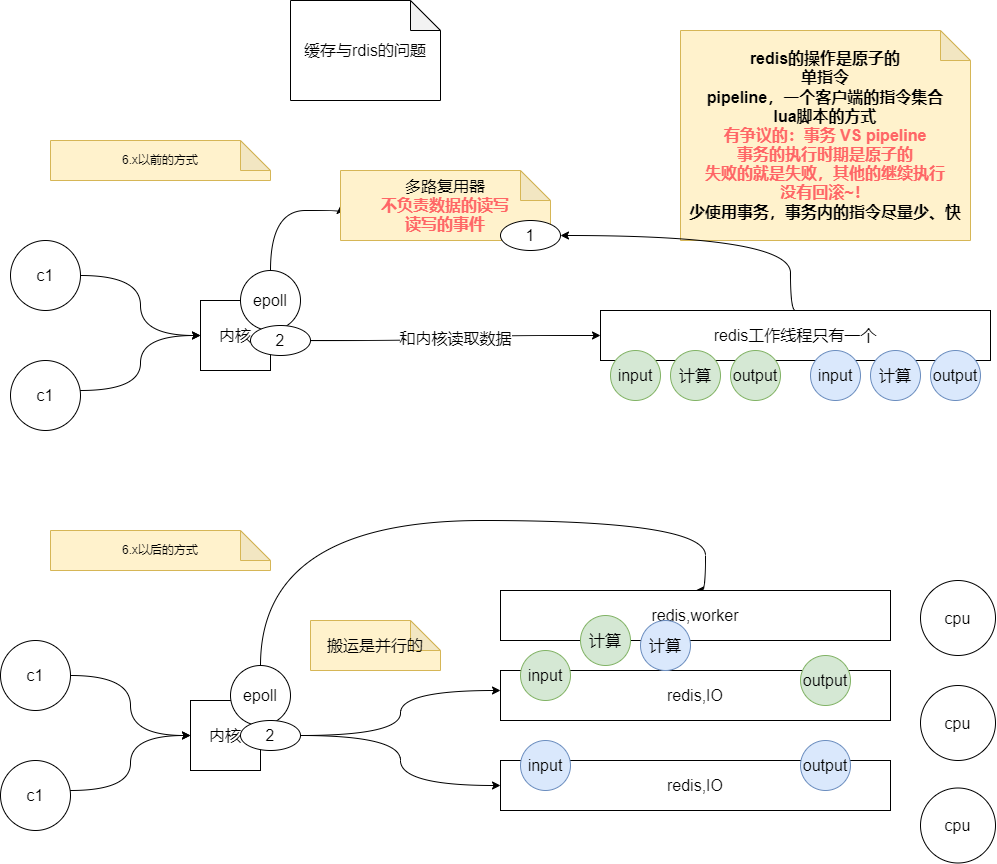 缓存与rdis的问题
redis的操作是原子的
单指令
pipeline，一个客户端的指令集合
lua脚本的方式
有争议的：事务 VS pipeline
事务的执行时期是原子的
失败的就是失败，其他的继续执行
没有回滚~!
少使用事务，事务内的指令尽量少、快
6.x以前的方式
多路复用器
不负责数据的读写
读写的事件
1
c1
epoll
内核
2
和内核读取数据
redis工作线程只有一个
c1
input
计算
output
input
计算
output
6.x以后的方式
搬运是并行的
redis,worker
计算
计算
cpu
c1
epoll
input
redis,IO
output
内核
2
cpu
c1
input
redis,IO
output
cpu